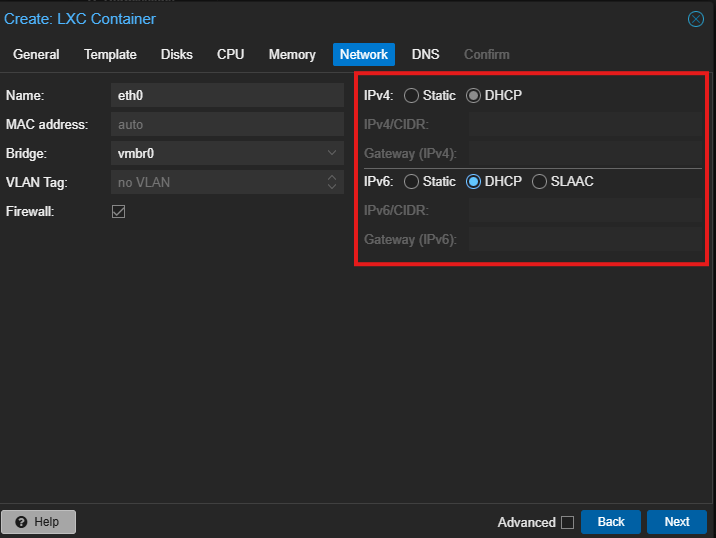 Create: LXC Container
General Template Disks CPU Memory Network DNS Confirm
Name: eth0
MAC address: auto
Bridge: vmbr0
VLAN Tag: no VLAN
Firewall:
IPv4: Static DHCP
IPv4/CIDR:
Gateway (IPv4):
IPv6: Static DHCP SLAAC
IPv6/CIDR:
Gateway (IPv6):
? Help
Advanced Back Next